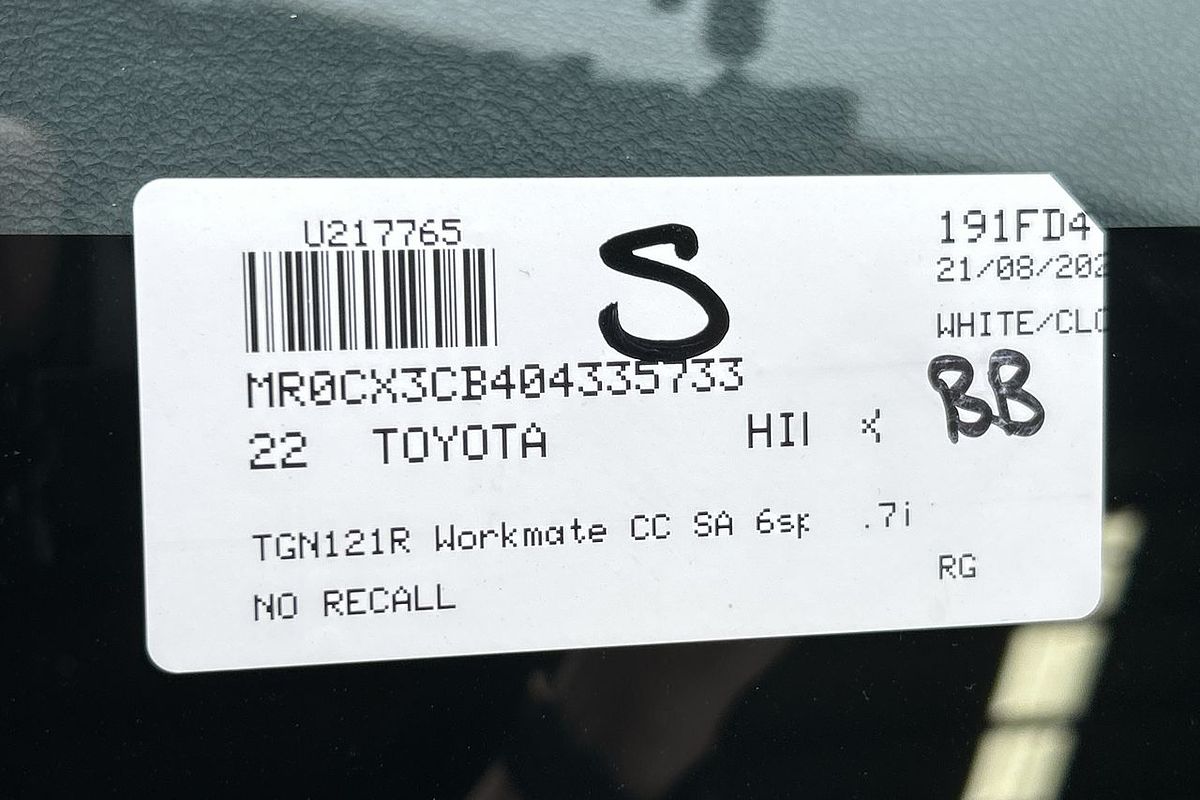 U217765
S
191FD4
21/08/202
WHITE/CLO
MR0CX3CB404335733
BB
22 TOYOTA HI
TGN121R Workmate CC SA 6sp .7i
RG
NO RECALL